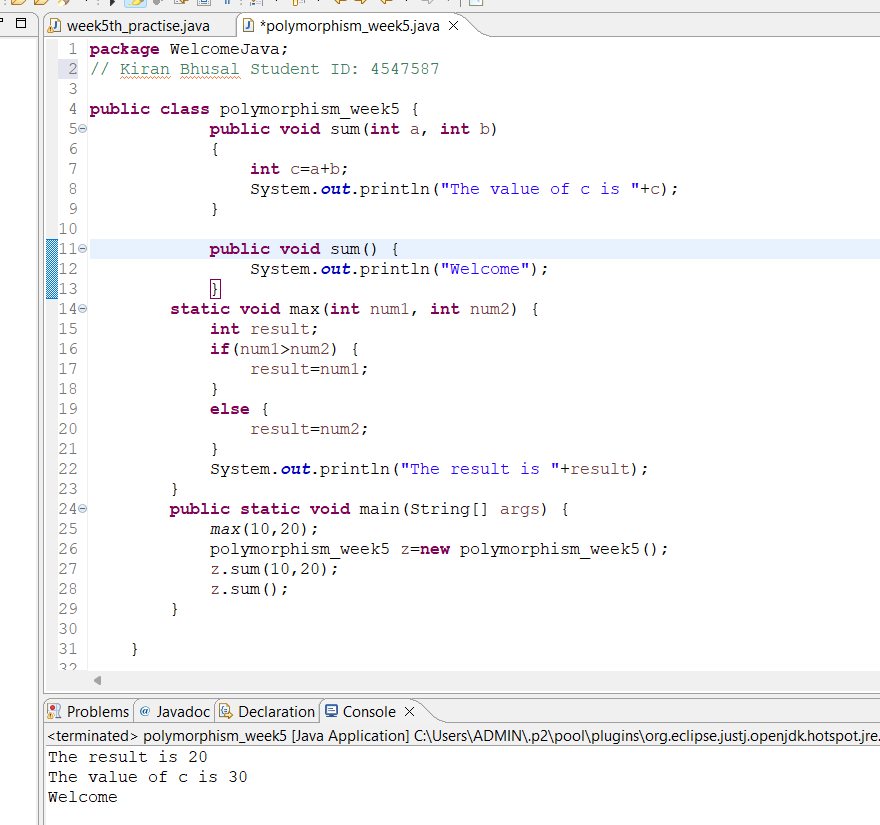 week5th_practise.java
*polymorphism_week5.java
1 package WelcomeJava;
2 // Kiran Bhusal Student ID: 4547587
3
4 public class polymorphism_week5 {
5 public void sum(int a, int b)
6 {
7 int c=a+b;
8 System.out.println("The value of c is "+c);
9 }
10
11 public void sum() {
12 System.out.println("Welcome");
13 }
14 static void max(int num1, int num2) {
15 int result;
16 if(num1>num2) {
17 result=num1;
18 }
19 else {
20 result=num2;
21 }
22 System.out.println("The result is "+result);
23 }
24 public static void main(String[] args) {
25 max(10,20);
26 polymorphism_week5 z=new polymorphism_week5();
27 z.sum(10,20);
28 z.sum();
29 }
30
31 }
32
Problems @ Javadoc Declaration Console
<terminated> polymorphism_week5 [Java Application] C:\Users\ADMIN\.p2\pool\plugins\org.eclipse.justj.openjdk.hotspot.jre.
The result is 20
The value of c is 30
Welcome